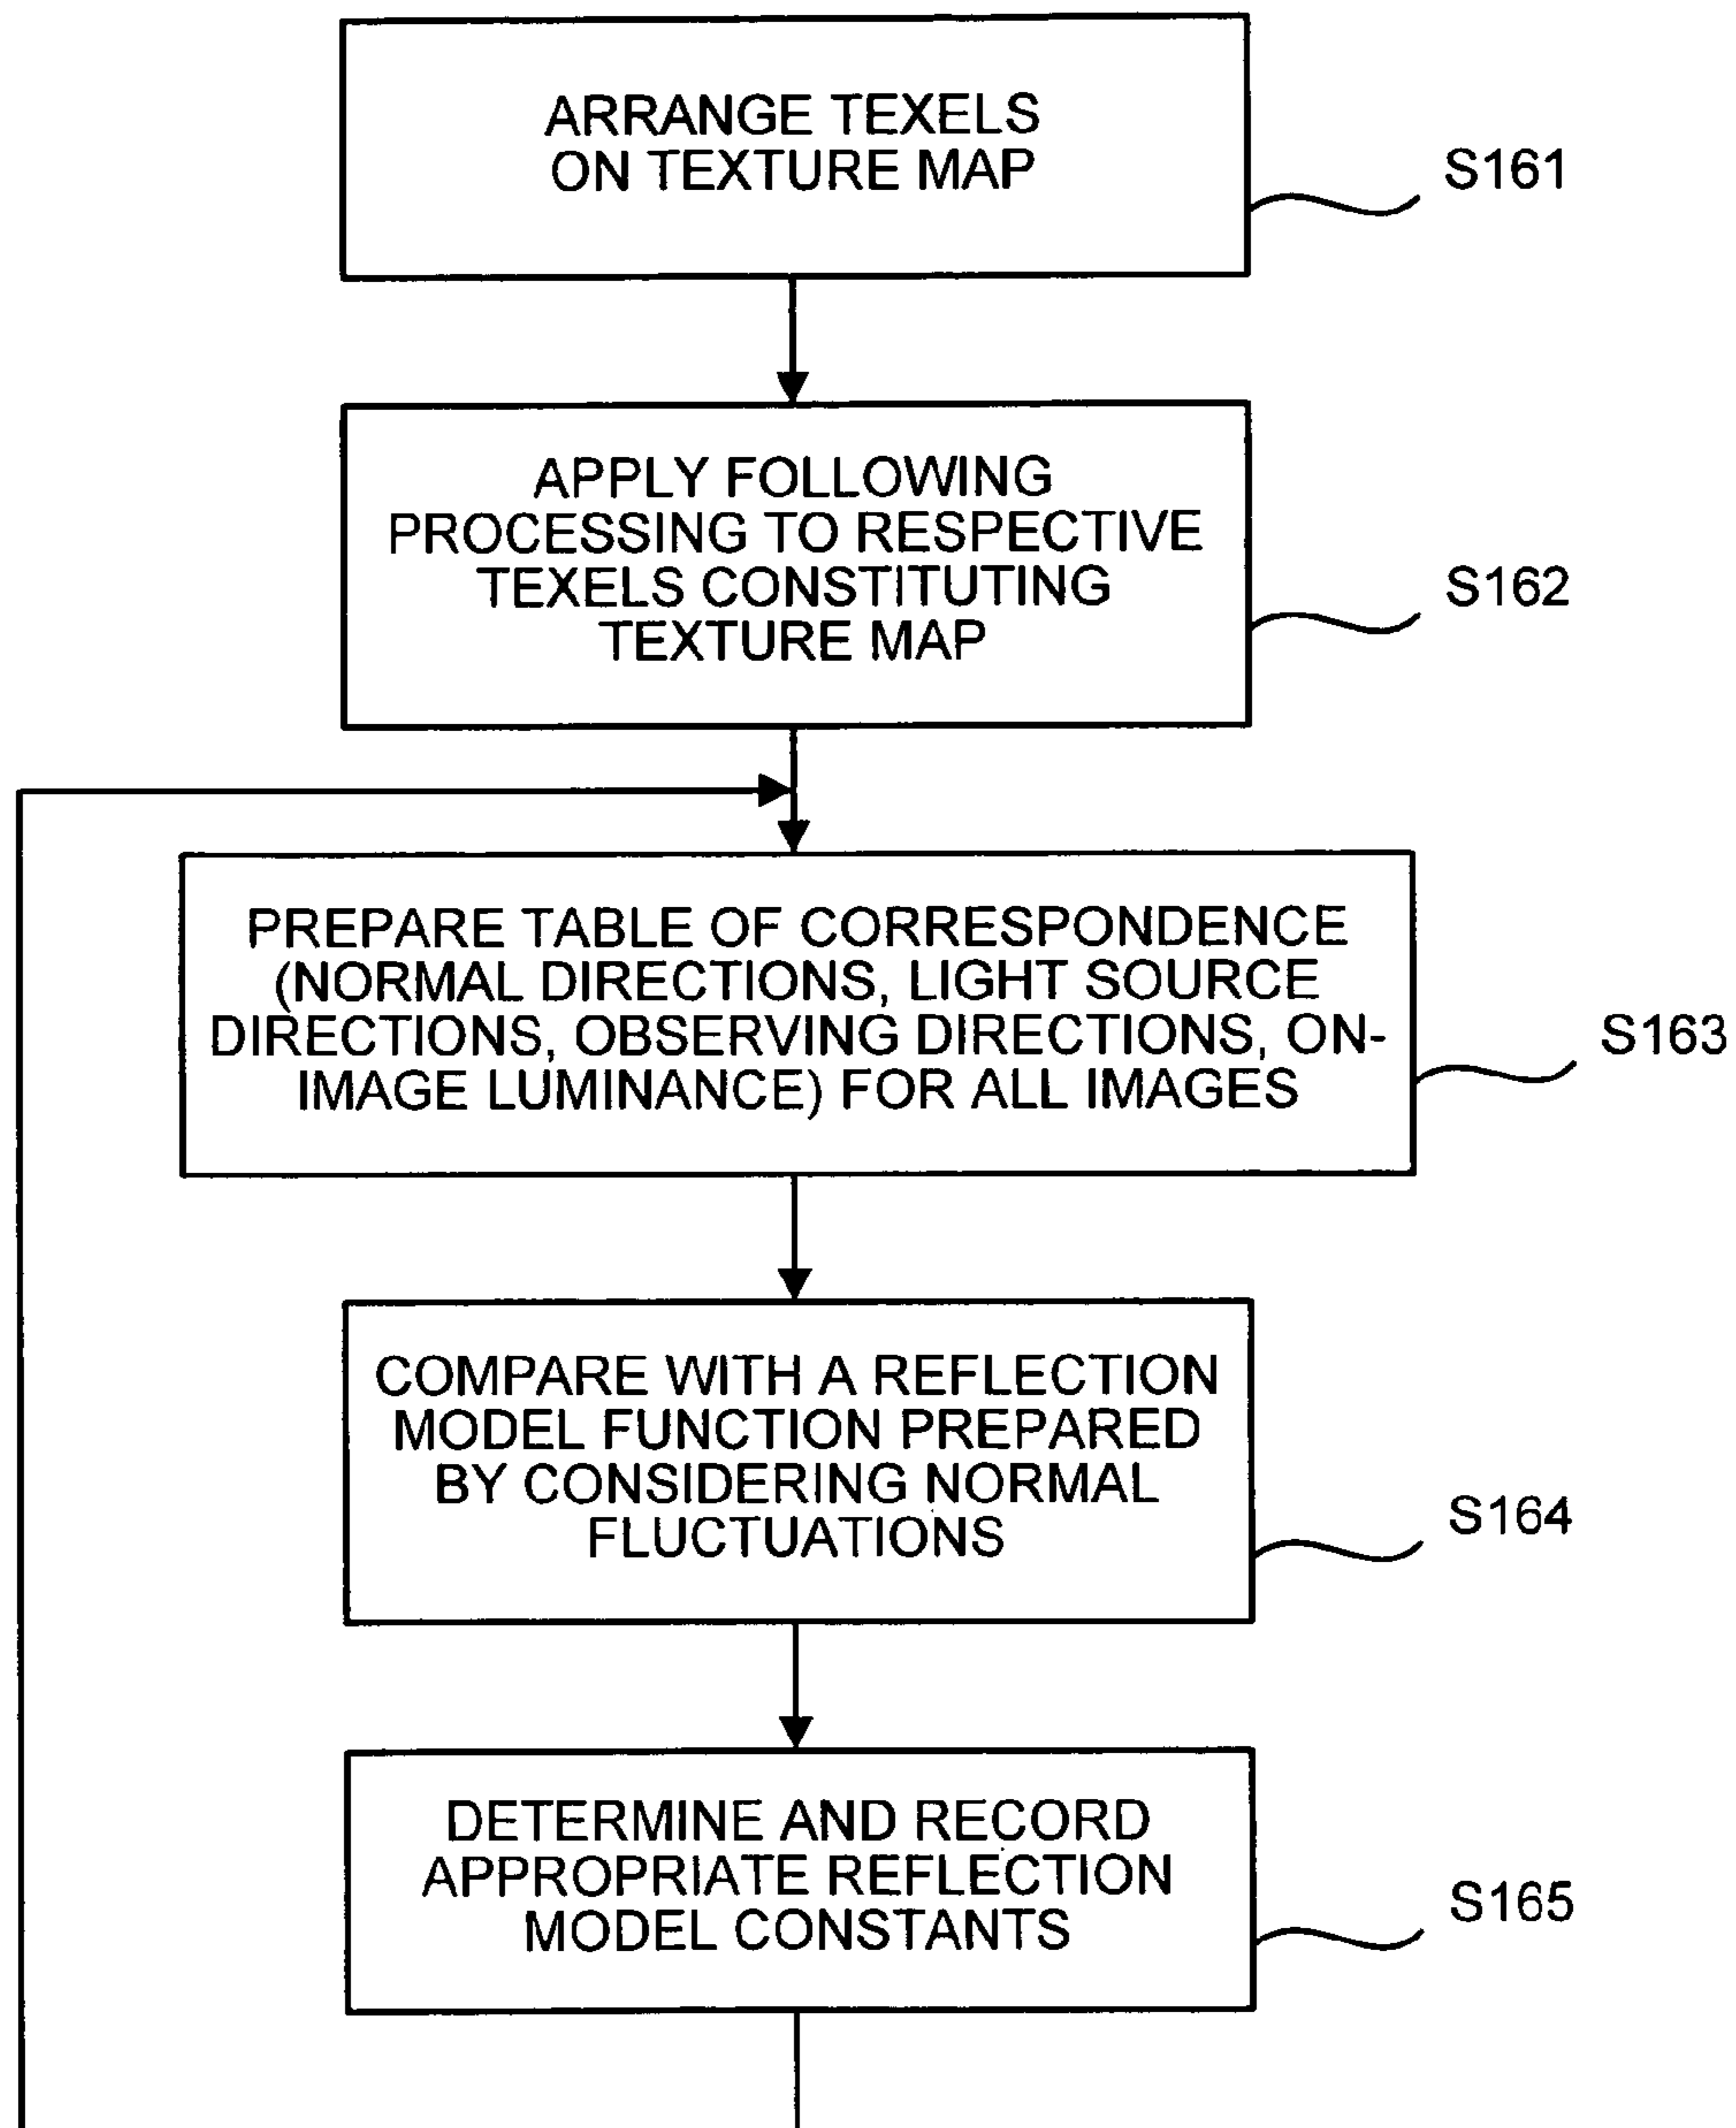 ARRANGE TEXELS
ON TEXTURE MAP
S161
APPLY FOLLOWING
PROCESSING TO RESPECTIVE
TEXELS CONSTITUTING
TEXTURE MAP
S162
PREPARE TABLE OF CORRESPONDENCE
(NORMAL DIRECTIONS, LIGHT SOURCE
DIRECTIONS, OBSERVING DIRECTIONS, ON-
IMAGE LUMINANCE) FOR ALL IMAGES
S163
COMPARE WITH A REFLECTION
MODEL FUNCTION PREPARED
BY CONSIDERING NORMAL
FLUCTUATIONS
S164
DETERMINE AND RECORD
APPROPRIATE REFLECTION
MODEL CONSTANTS
S165